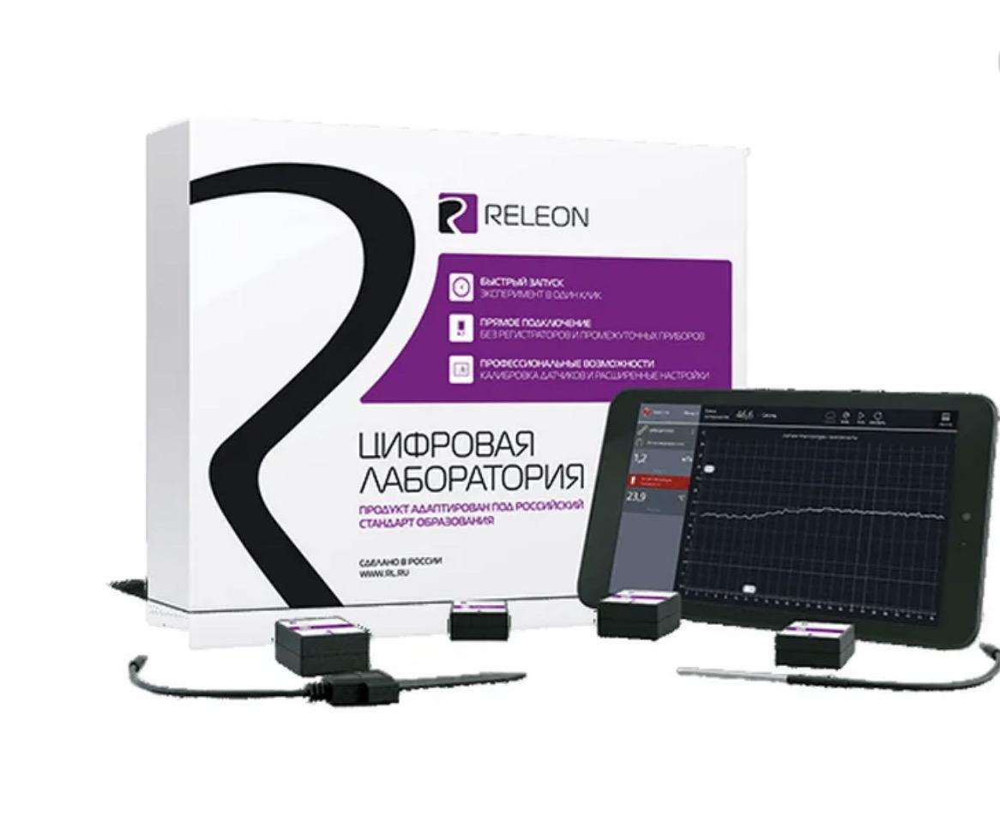 RELEON
БЫСТРЫЙ ЗАПУСК
ЭКСПЕРИМЕНТ В ОДИН КЛИК
ПРЯМОЕ ПОДКЛЮЧЕНИЕ
БЕЗ РЕГИСТРАТОРОВ И ПРОМЕЖУТОЧНЫХ ПРИБОРОВ
ПРОФЕССИОНАЛЬНЫЕ ВОЗМОЖНОСТИ
КАЛИБРОВКА ДАТЧИКОВ И РАСШИРЕННЫЕ НАСТРОЙКИ
ЦИФРОВАЯ
ЛАБОРАТОРИЯ
ПРОДУКТ АДАПТИРОВАН ПОД РОССИЙСКИЙ
СТАНДАРТ ОБРАЗОВАНИЯ
СДЕЛАНО В РОССИИ
WWW.RL.RU
46,6
1,2
23,9 °C